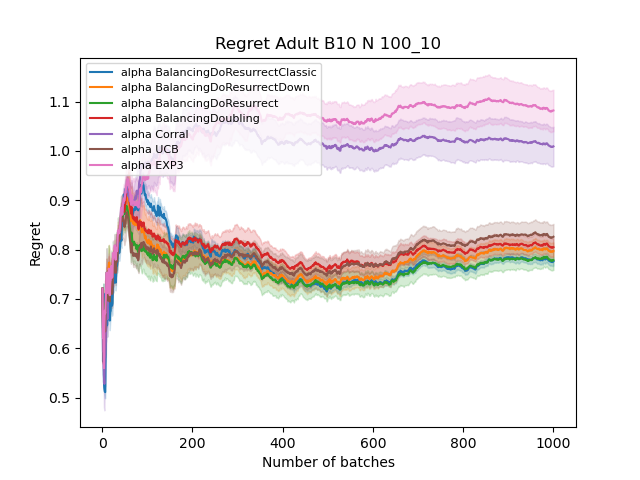 Regret Adult B10 N 100_10
alpha BalancingDoResurrectClassic
alpha BalancingDoResurrectDown
alpha BalancingDoResurrect
alpha BalancingDoubling
alpha Corral
alpha UCB
alpha EXP3
Regret
1.1
1.0
0.9
0.8
0.7
0.6
0.5
0
200
400
600
800
1000
Number of batches